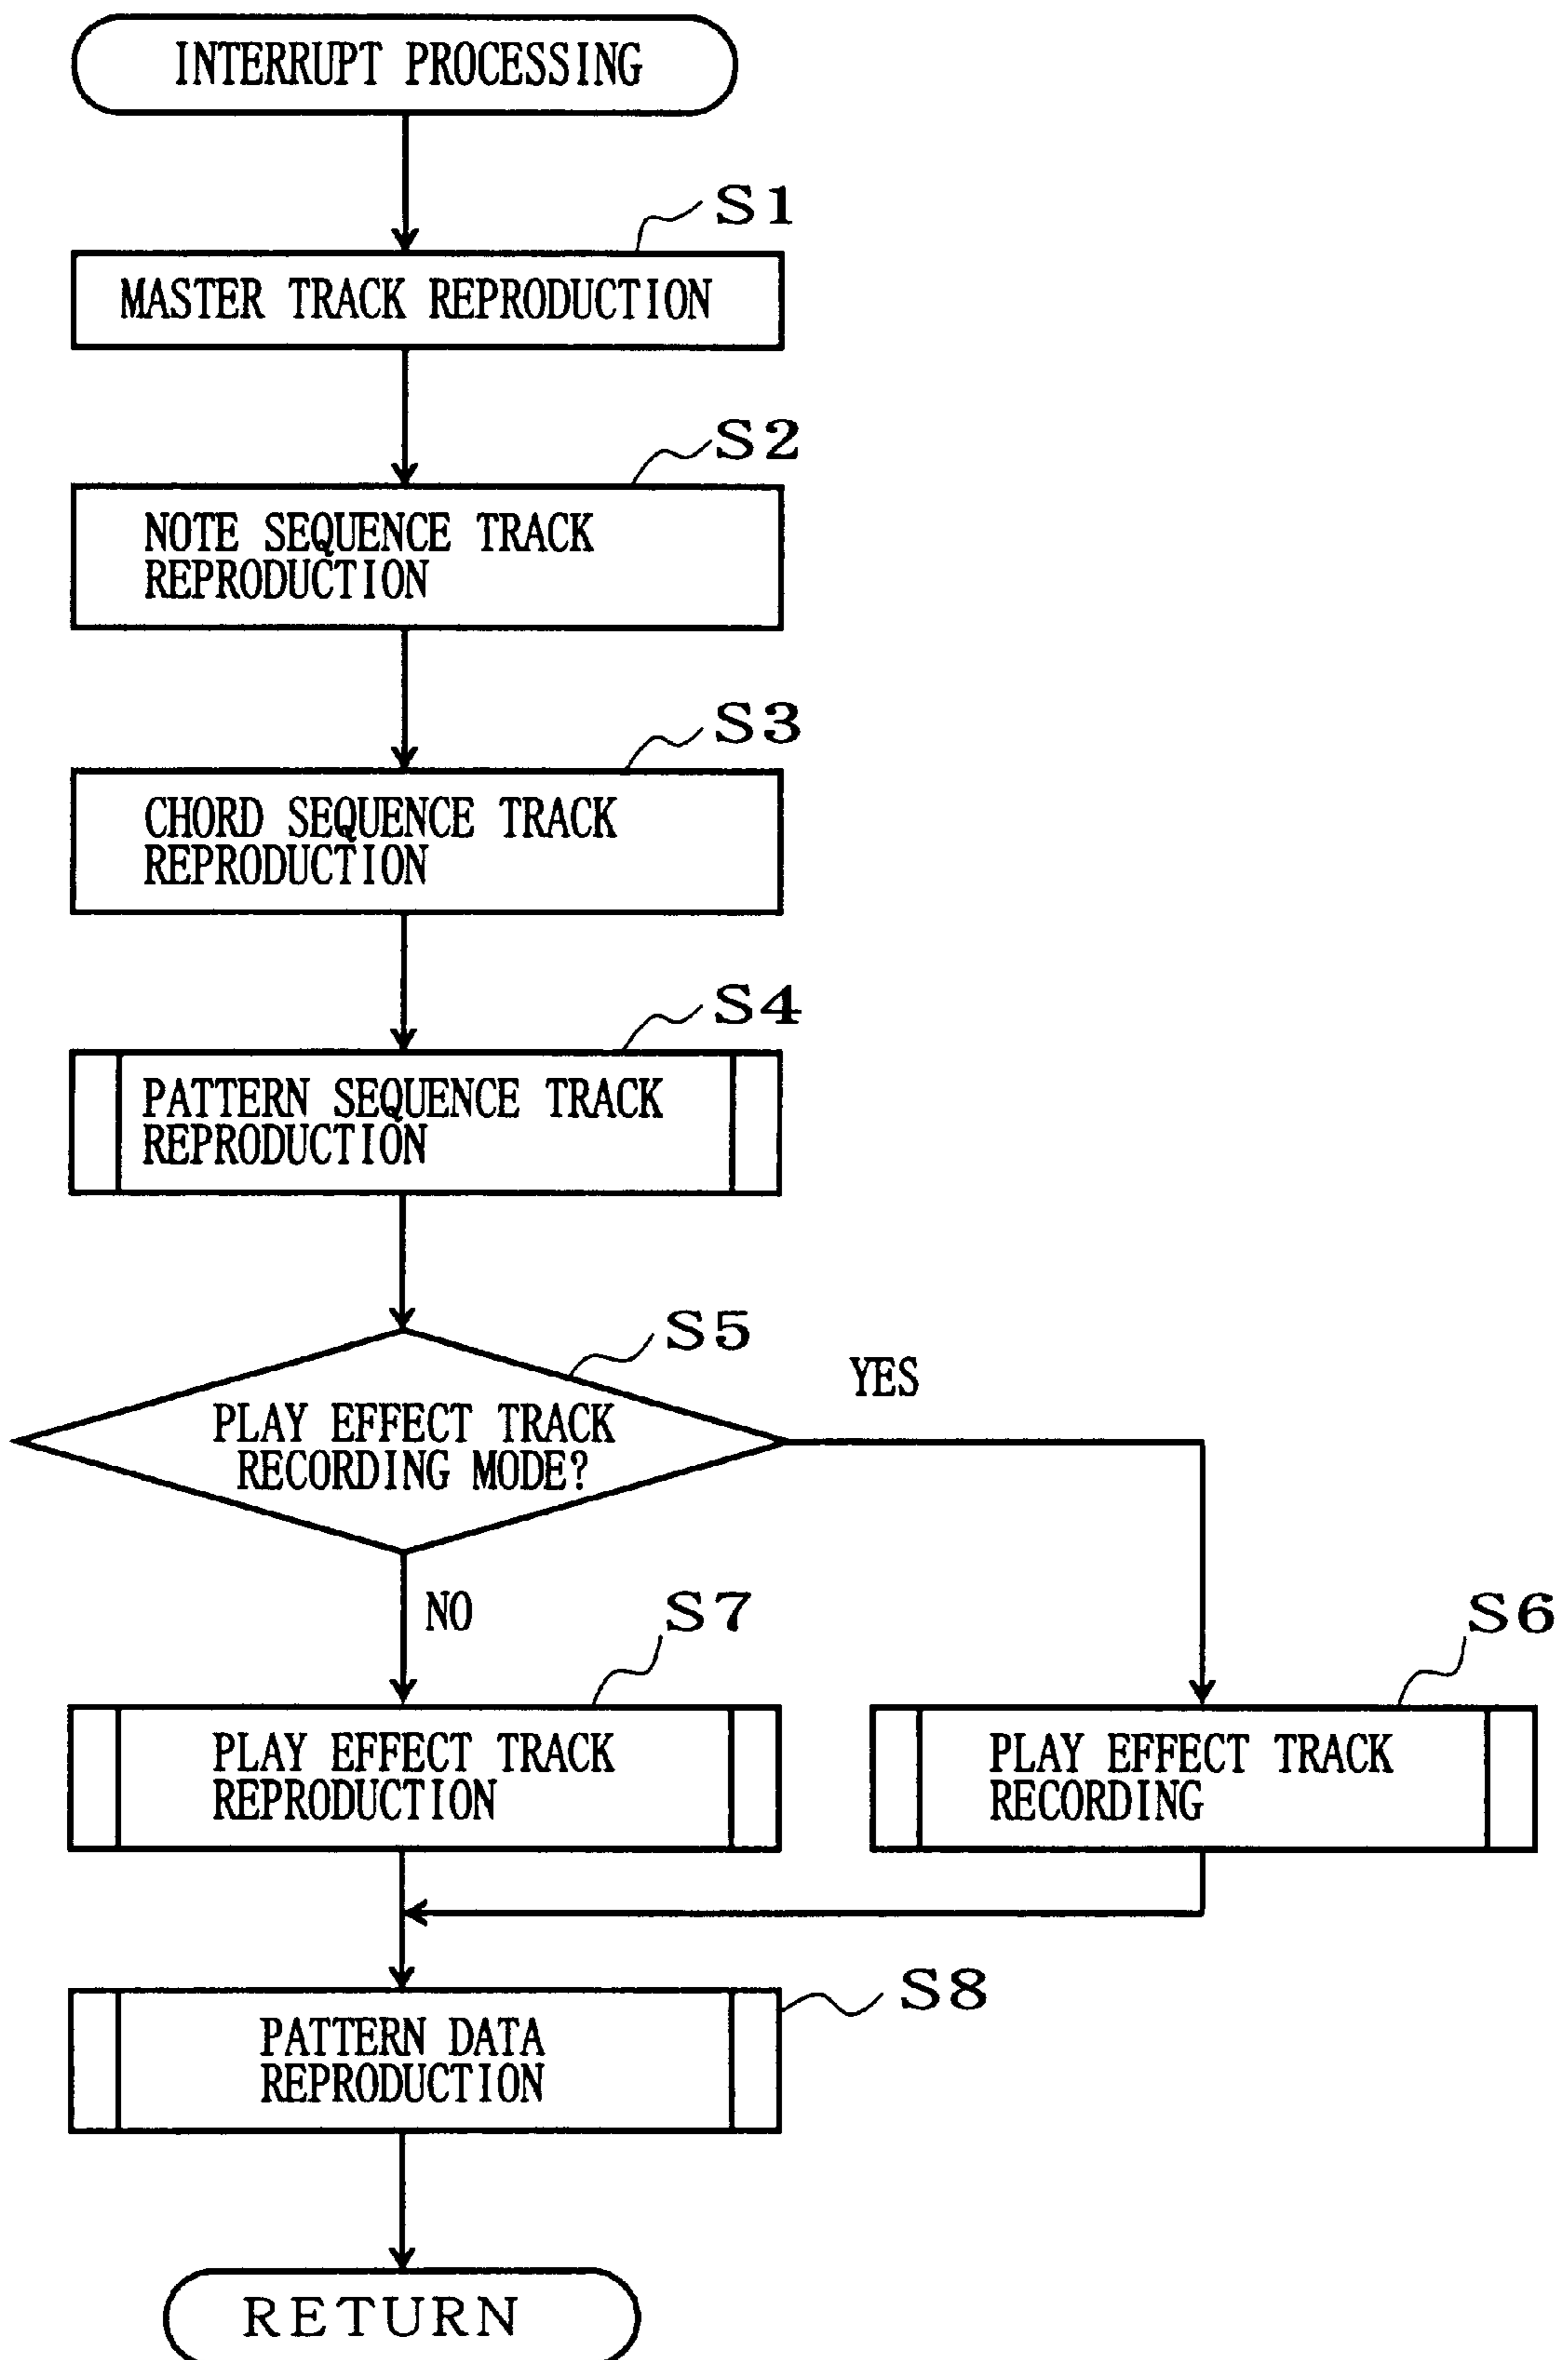 INTERRUPT PROCESSING
S1
MASTER TRACK REPRODUCTION
S2
NOTE SEQUENCE TRACK
REPRODUCTION
S3
CHORD SEQUENCE TRACK
REPRODUCTION
S4
PATTERN SEQUENCE TRACK
REPRODUCTION
S5
YES
PLAY EFFECT TRACK
RECORDING MODE?
NO
S7
S6
PLAY EFFECT TRACK
REPRODUCTION
PLAY EFFECT TRACK
RECORDING
S8
PATTERN DATA
REPRODUCTION
RETURN